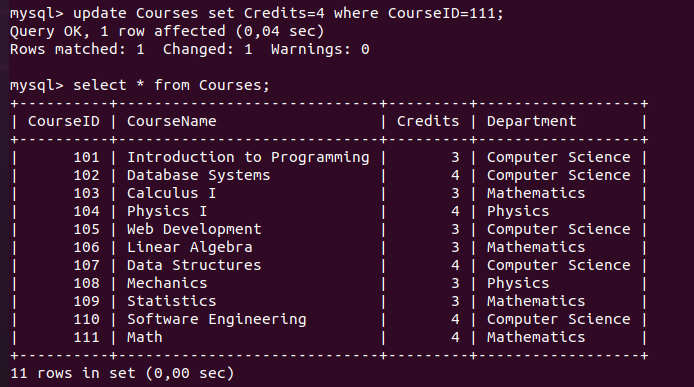 mysql> update Courses set Credits=4 where CourseID=111;
Query OK, 1 row affected (0,04 sec)
Rows matched: 1  Changed: 1  Warnings: 0

mysql> select * from Courses;
+----------+-----------------------------+---------+------------------+
| CourseID | CourseName                  | Credits | Department       |
+----------+-----------------------------+---------+------------------+
|      101 | Introduction to Programming |       3 | Computer Science |
|      102 | Database Systems            |       4 | Computer Science |
|      103 | Calculus I                  |       3 | Mathematics      |
|      104 | Physics I                   |       4 | Physics          |
|      105 | Web Development             |       3 | Computer Science |
|      106 | Linear Algebra              |       3 | Mathematics      |
|      107 | Data Structures             |       4 | Computer Science |
|      108 | Mechanics                   |       3 | Physics          |
|      109 | Statistics                  |       3 | Mathematics      |
|      110 | Software Engineering        |       4 | Computer Science |
|      111 | Math                        |       4 | Mathematics      |
+----------+-----------------------------+---------+------------------+
11 rows in set (0,00 sec)